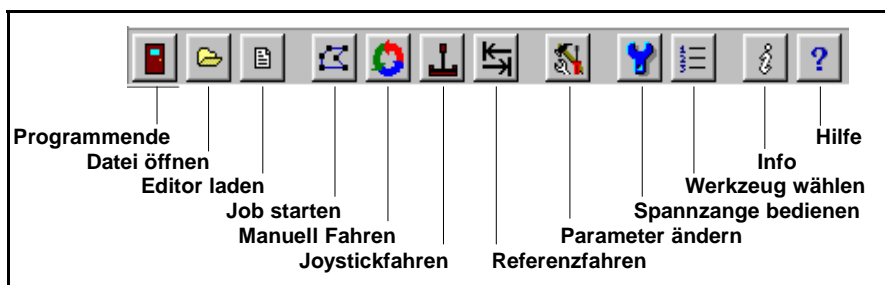 Programmende
Hilfe
Datei öffnen
Info
Editor laden
Werkzeug wählen
Job starten
Spannzange bedienen
Manuell Fahren
Parameter ändern
Joystickfahren
Referenzfahren